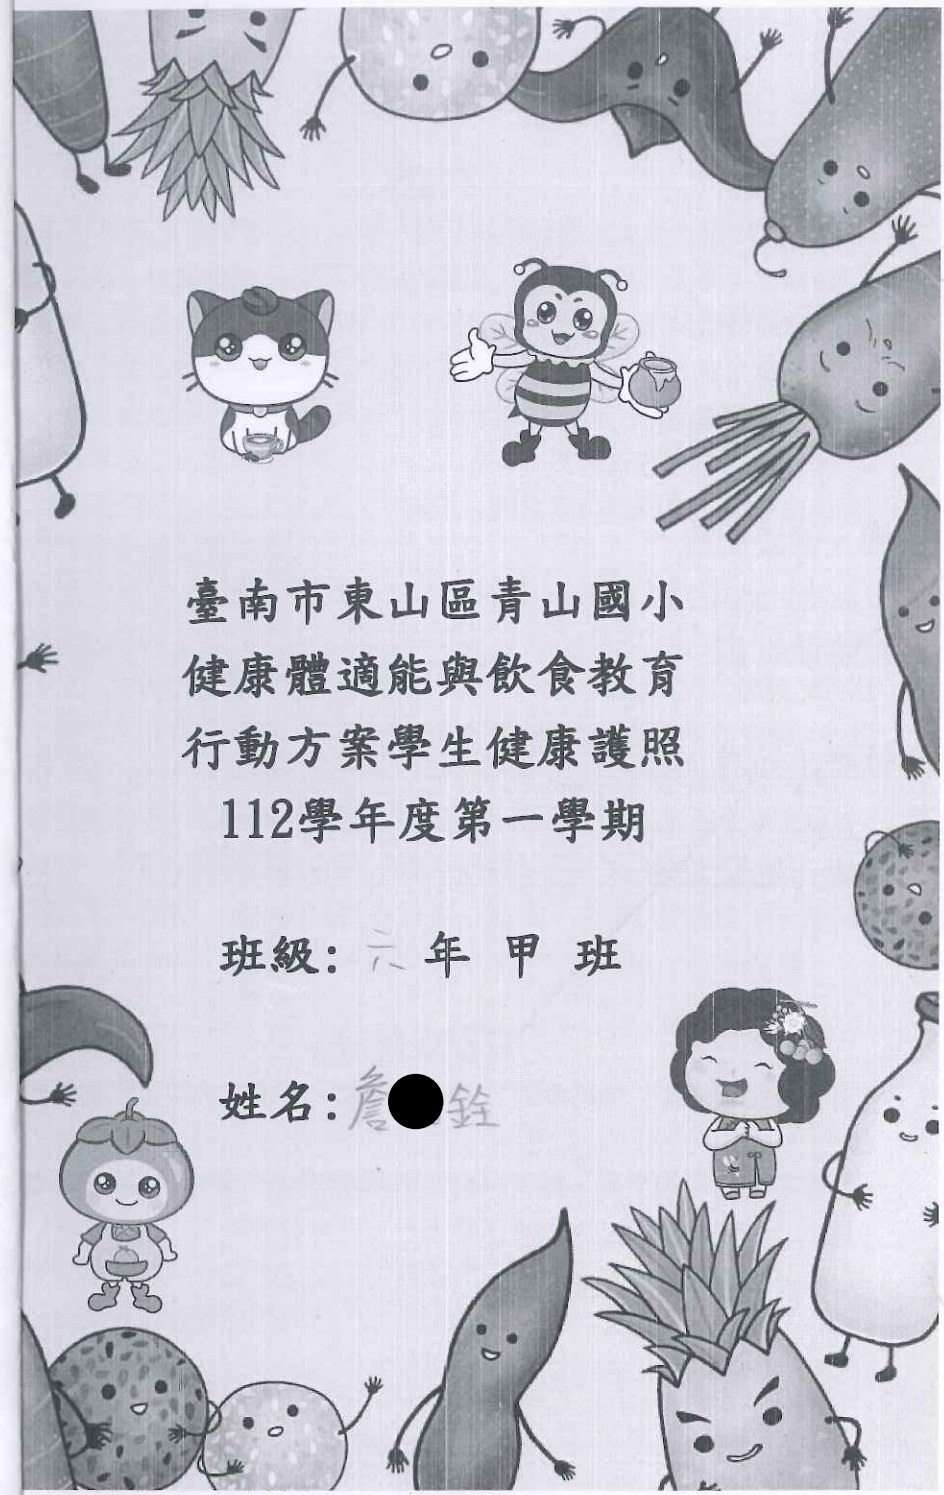 臺南市東山區青山國小
健康體適能與飲食教育
行動方案學生健康護照
112學年度第一學期
班級：六 年 甲 班
姓名：詹 銓